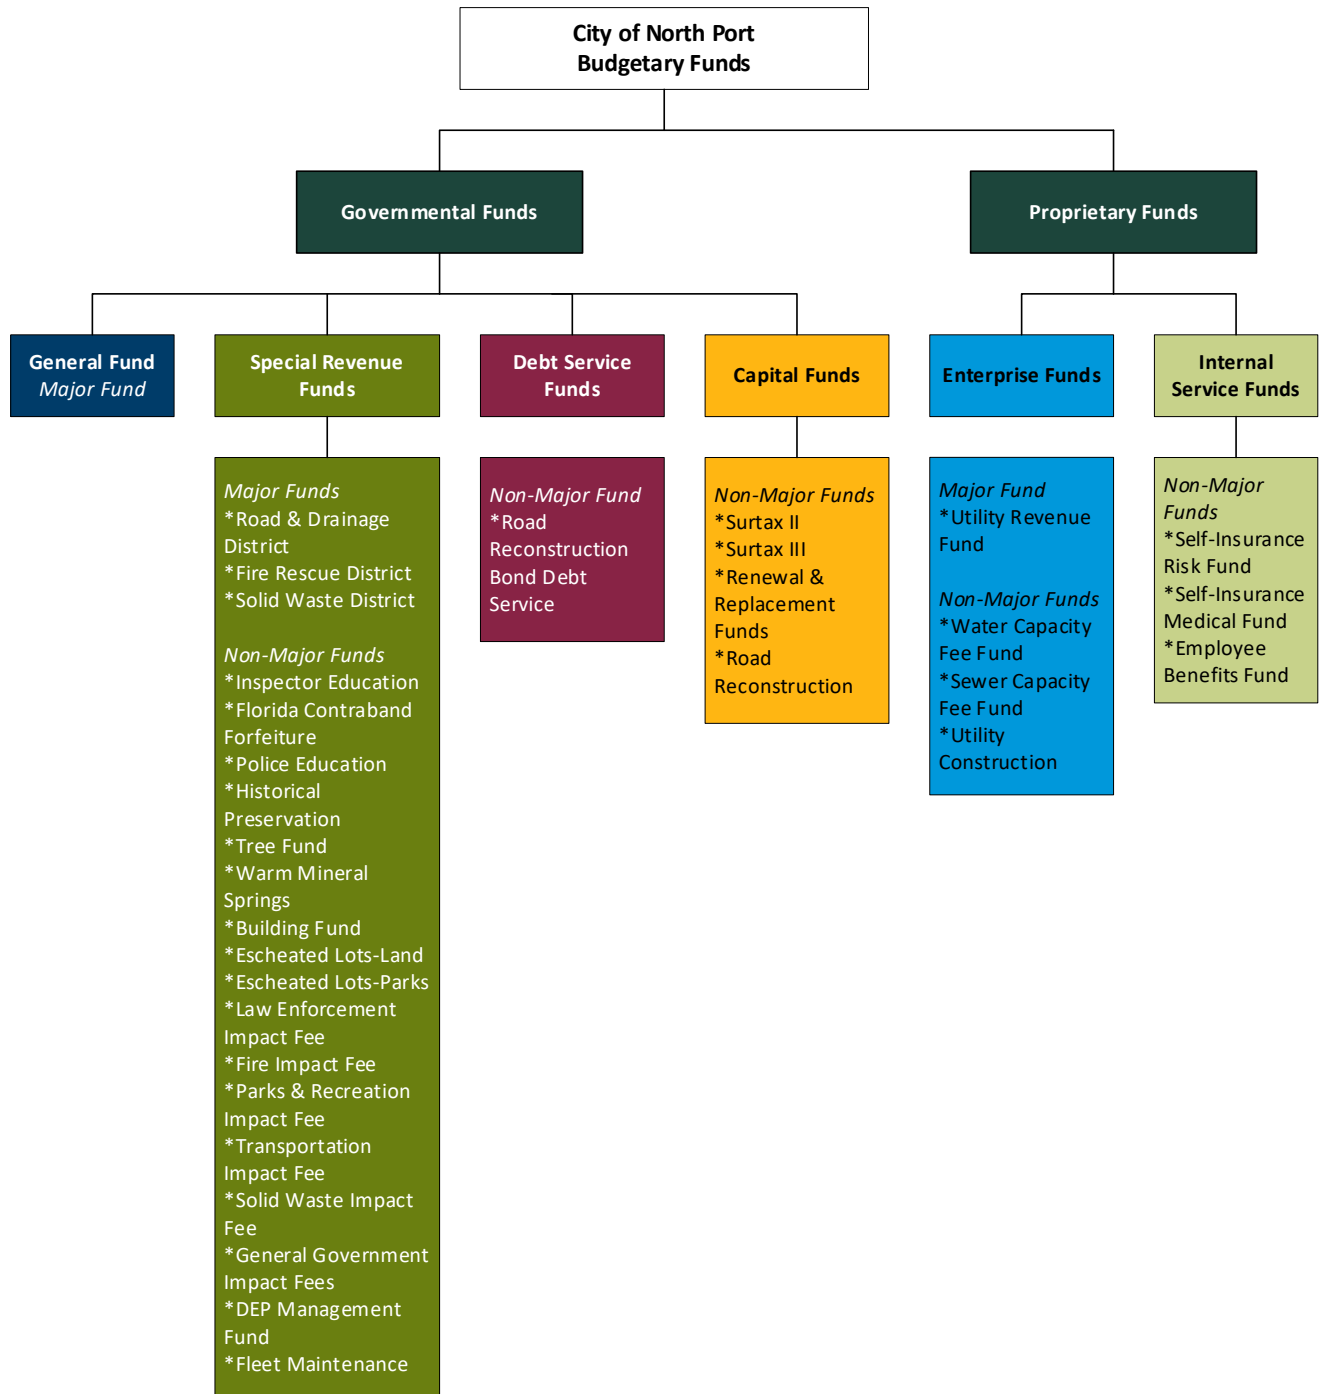 City of North Port
Budgetary Funds
Governmental Funds
Proprietary Funds
General Fund
Major Fund
Special Revenue
Funds
Debt Service
Funds
Capital Funds
Enterprise Funds
Internal
Service Funds
Major Funds
*Road & Drainage
District
*Fire Rescue District
*Solid Waste District
Non-Major Funds
*Inspector Education
*Florida Contraband
Forfeiture
*Police Education
*Historical
Preservation
*Tree Fund
*Warm Mineral
Springs
*Building Fund
*Escheated Lots-Land
*Escheated Lots-Parks
*Law Enforcement
Impact Fee
*Fire Impact Fee
*Parks & Recreation
Impact Fee
*Transportation
Impact Fee
*Solid Waste Impact
Fee
*General Government
Impact Fees
*DEP Management
Fund
*Fleet Maintenance
Non-Major Fund
*Road
Reconstruction
Bond Debt
Service
Non-Major Funds
*Surtax II
*Surtax III
*Renewal &
Replacement
Funds
*Road
Reconstruction
Major Fund
*Utility Revenue
Fund
Non-Major Funds
*Water Capacity
Fee Fund
*Sewer Capacity
Fee Fund
*Utility
Construction
Non-Major
Funds
*Self-Insurance
Risk Fund
*Self-Insurance
Medical Fund
*Employee
Benefits Fund